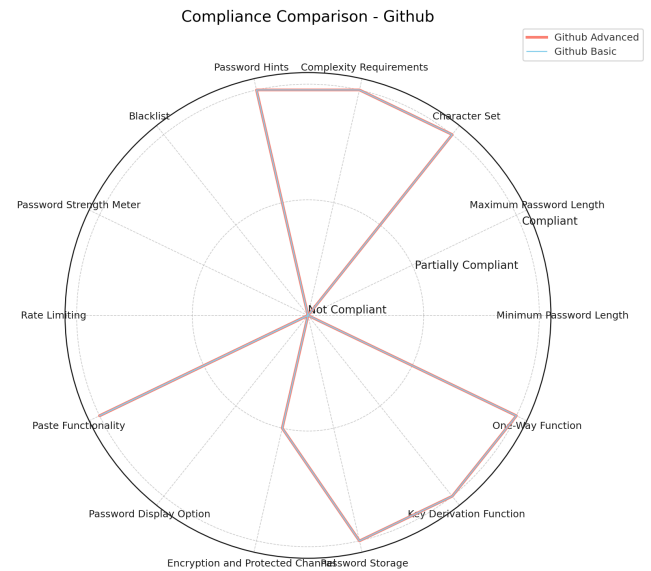 Compliance Comparison - Github
Github Advanced
Github Basic
Password Hints
Complexity Requirements
Blacklist
Character Set
Password Strength Meter
Maximum Password Length
Compliant
Partially Compliant
Not Compliant
Rate Limiting
Minimum Password Length
Paste Functionality
One-Way Function
Password Display Option
Key Derivation Function
Encryption and Protected Channel
Password Storage